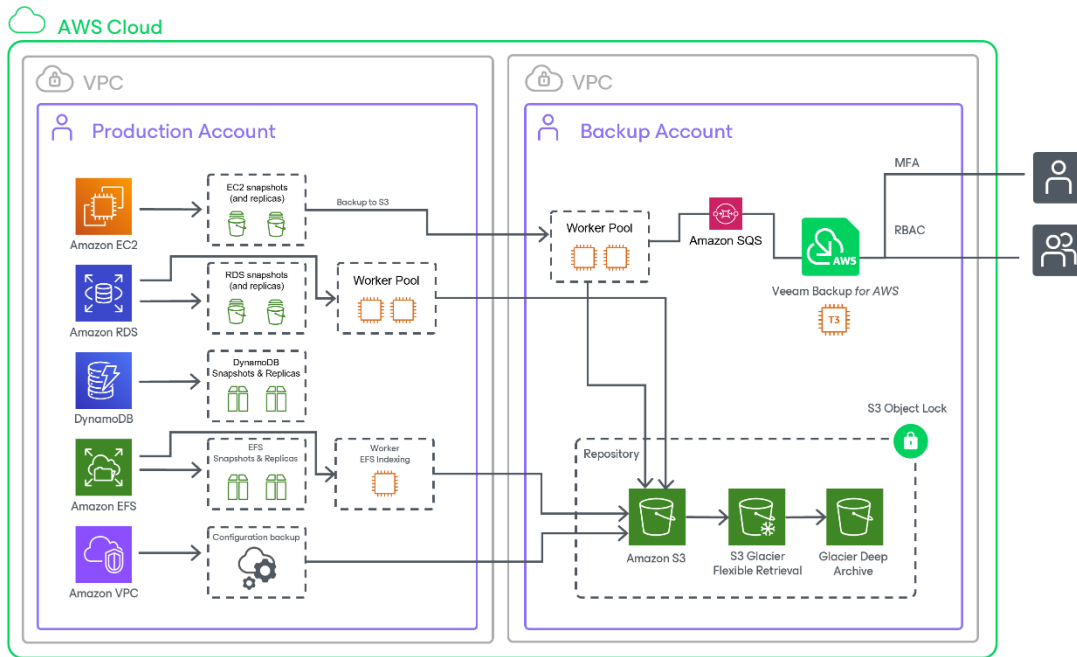 AWS Cloud
VPC
Production Account
Amazon EC2
EC2 snapshots
(and replicas)
Backup to S3
Amazon RDS
RDS snapshots
(and replicas)
Worker Pool
DynamoDB
DynamoDB
Snapshots & Replicas
Amazon EFS
EFS
Snapshots & Replicas
Worker
EFS Indexing
Amazon VPC
Configuration backup
VPC
Backup Account
Worker Pool
Amazon SQS
AWS
Veeam Backup for AWS
T3
MFA
RBAC
S3 Object Lock
Repository
Amazon S3
S3 Glacier
Flexible Retrieval
Glacier Deep
Archive